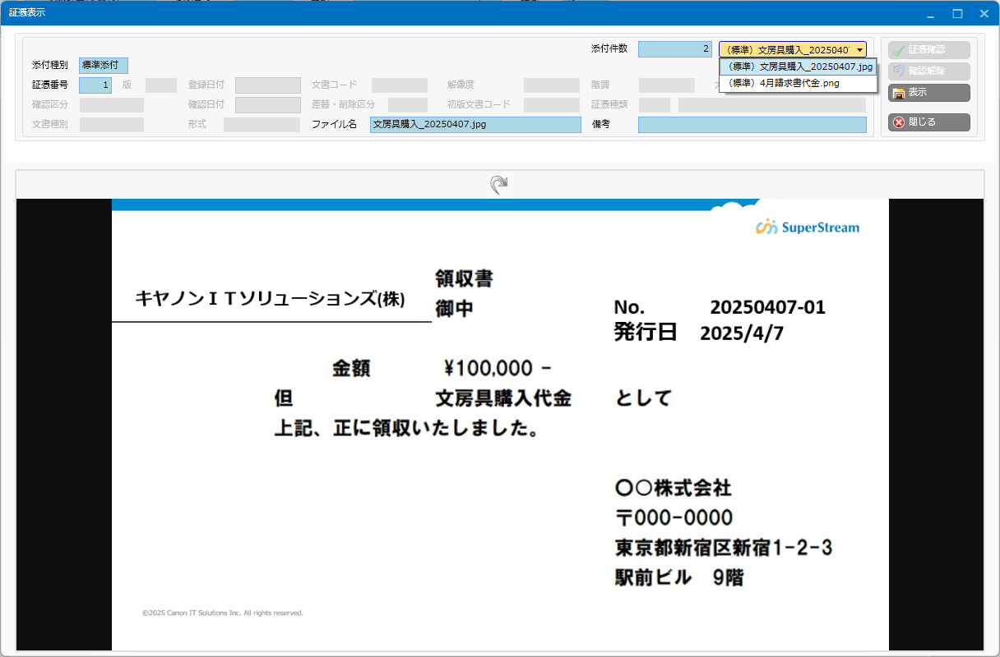 証憑表示
添付件数 2 （標準）文房具購入_202504０
（標準）文房具購入_20250407.jpg
（標準）4月請求書代金.png
添付種別 標準添付
証憑番号 1 版 登録日付 文書コード 解像度 階調
確認区分 確認日付 差替・削除区分 初版文書コード 証憑種類
文書種別 形式 ファイル名 文房具購入_20250407.jpg 備考
証憑確認
確認解除
表示
閉じる
SuperStream
領収書
キヤノンＩＴソリューションズ(株) 御中
No. 20250407-01
発行日 2025/4/7
金額 ¥100,000 −
但 文房具購入代金 として
上記、正に領収いたしました。
〇○株式会社
〒000-0000
東京都新宿区新宿1-2-3
駅前ビル 9階
©2025 Canon IT Solutions Inc. All rights reserved.